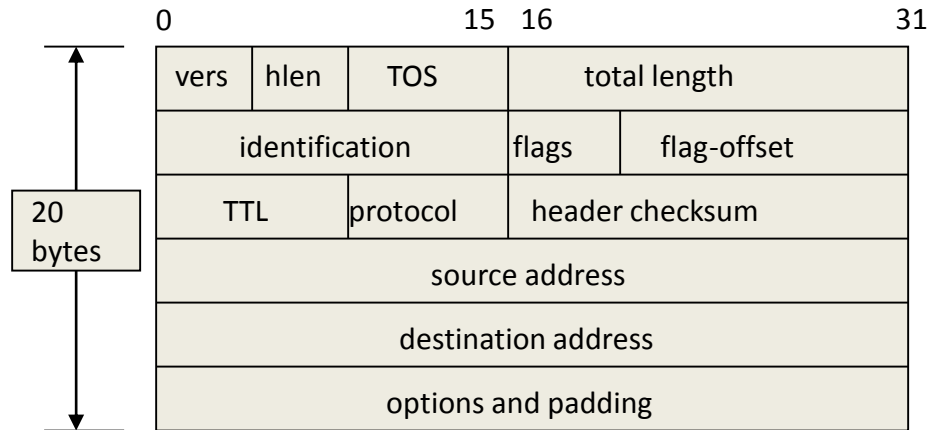 0 15 16 31
vers hlen TOS total length
identification flags flag-offset
TTL protocol header checksum
20
bytes
source address
destination address
options and padding